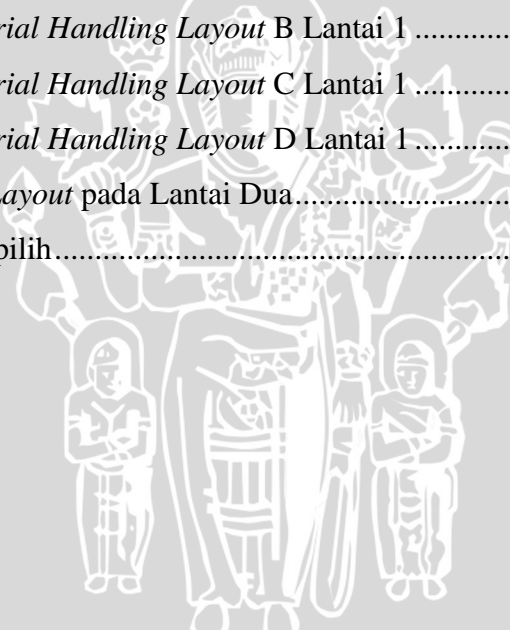 rial Handling Layout B Lantai 1 ............
rial Handling Layout C Lantai 1 ............
rial Handling Layout D Lantai 1 ............
ayout pada Lantai Dua............................
pilih............................................................